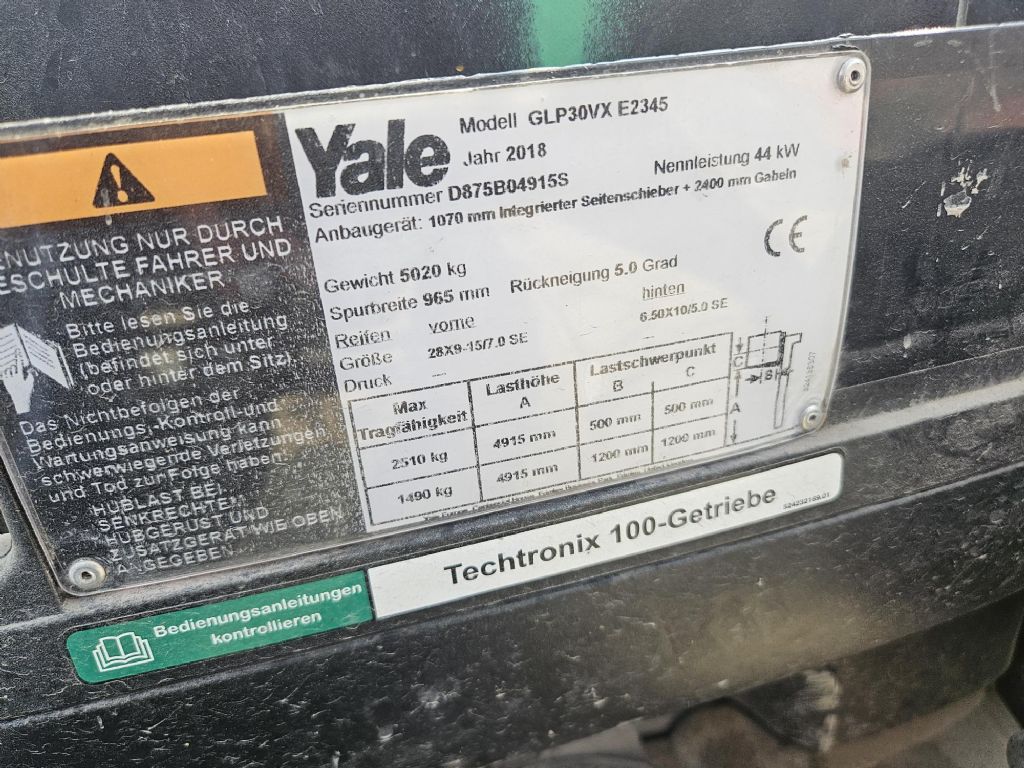 ENUTZUNG NUR DURCH
ESCHULTE FAHRER UND
MECHANIKER
Bitte lesen Sie die
Bedienungsanleitung
(befindet sich unter
oder hinter dem Sitz).
Das Nichtbefolgen der
Bedienungs-,Kontroll-und
Wartungsanweisung kann
schwerwiegende Verletzungen
und Tod zur Folge haben.
HUBLAST BEI
SENKRECHTEM
HUBGERÜST UND
ZUSATZGERÄT WIE OBEN
ANGEGEBEN
Yale
Modell GLP30VX E2345
Jahr 2018
Seriennummer D875B04915S
Nennleistung 44 kW
Anbaugerät: 1070 mm Integrierter Seitenschieber + 2400 mm Gabeln
CE
Gewicht 5020 kg
Spurbreite 965 mm Rückneigung 5.0 Grad
Reifen vorne hinten
Größe 28X9-15/7.0 SE 6.50X10/5.0 SE
Druck
Max Tragfähigkeit Lasthöhe A Lastschwerpunkt B C
2510 kg 4915 mm 500 mm 500 mm
1490 kg 4915 mm 1200 mm 1200 mm
C
B
A
Techtronix 100-Getriebe
524232189.01
Bedienungsanleitungen
kontrollieren